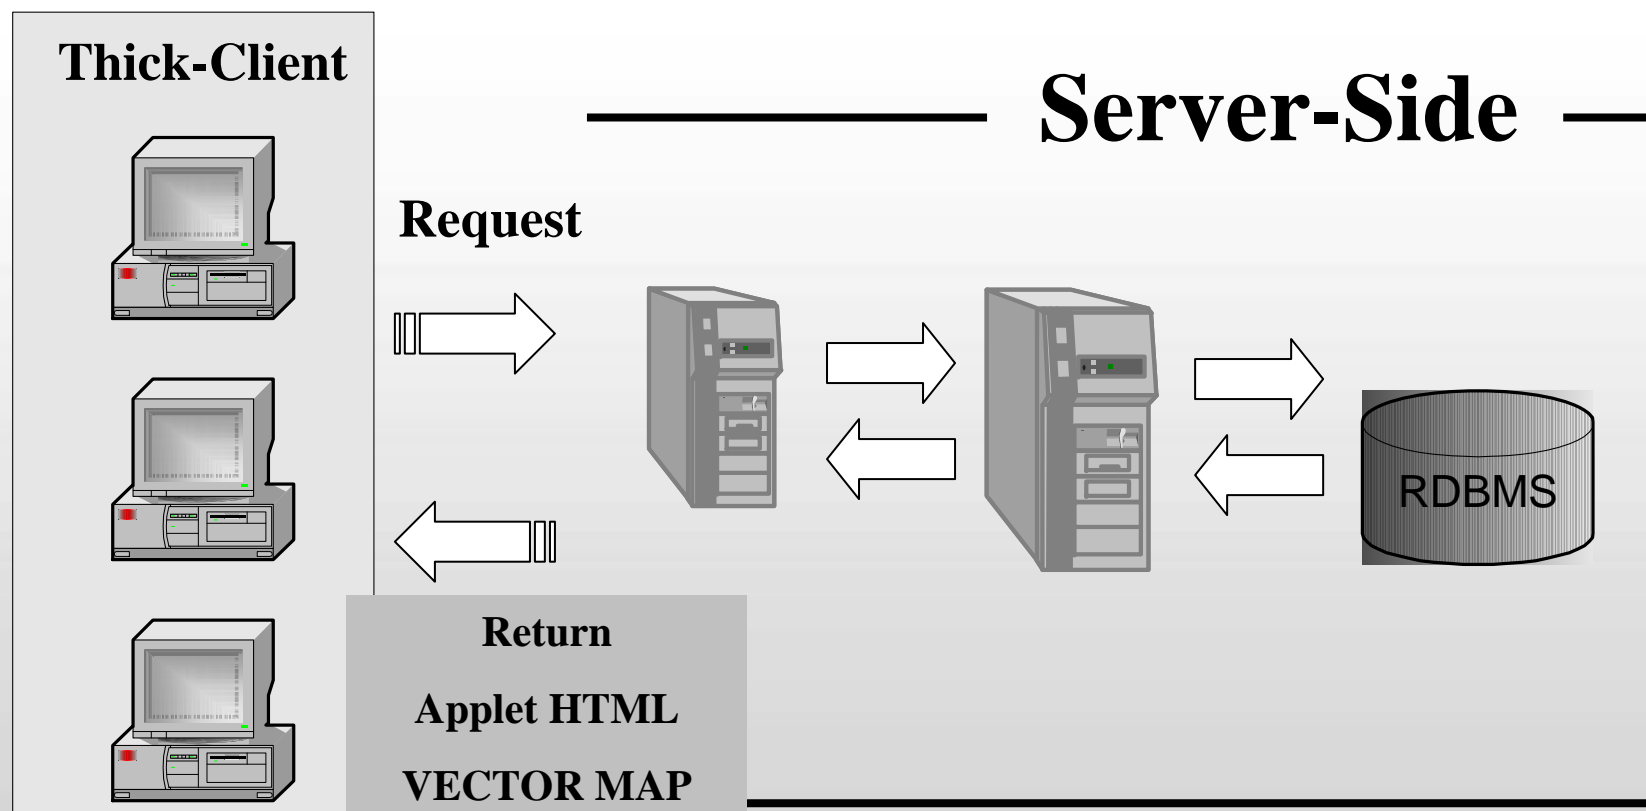 Thick-Client
Server-Side
Request
RDBMS
Return
Applet HTML
VECTOR MAP